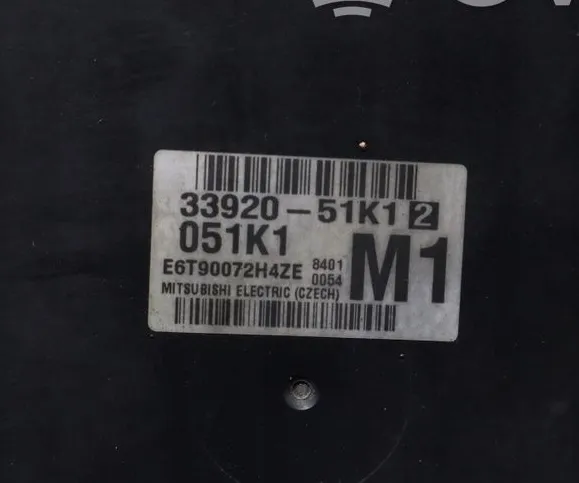 33920-51K1 2
051K1
M1
E6T90072H4ZE 8401
0054
MITSUBISHI ELECTRIC (CZECH)